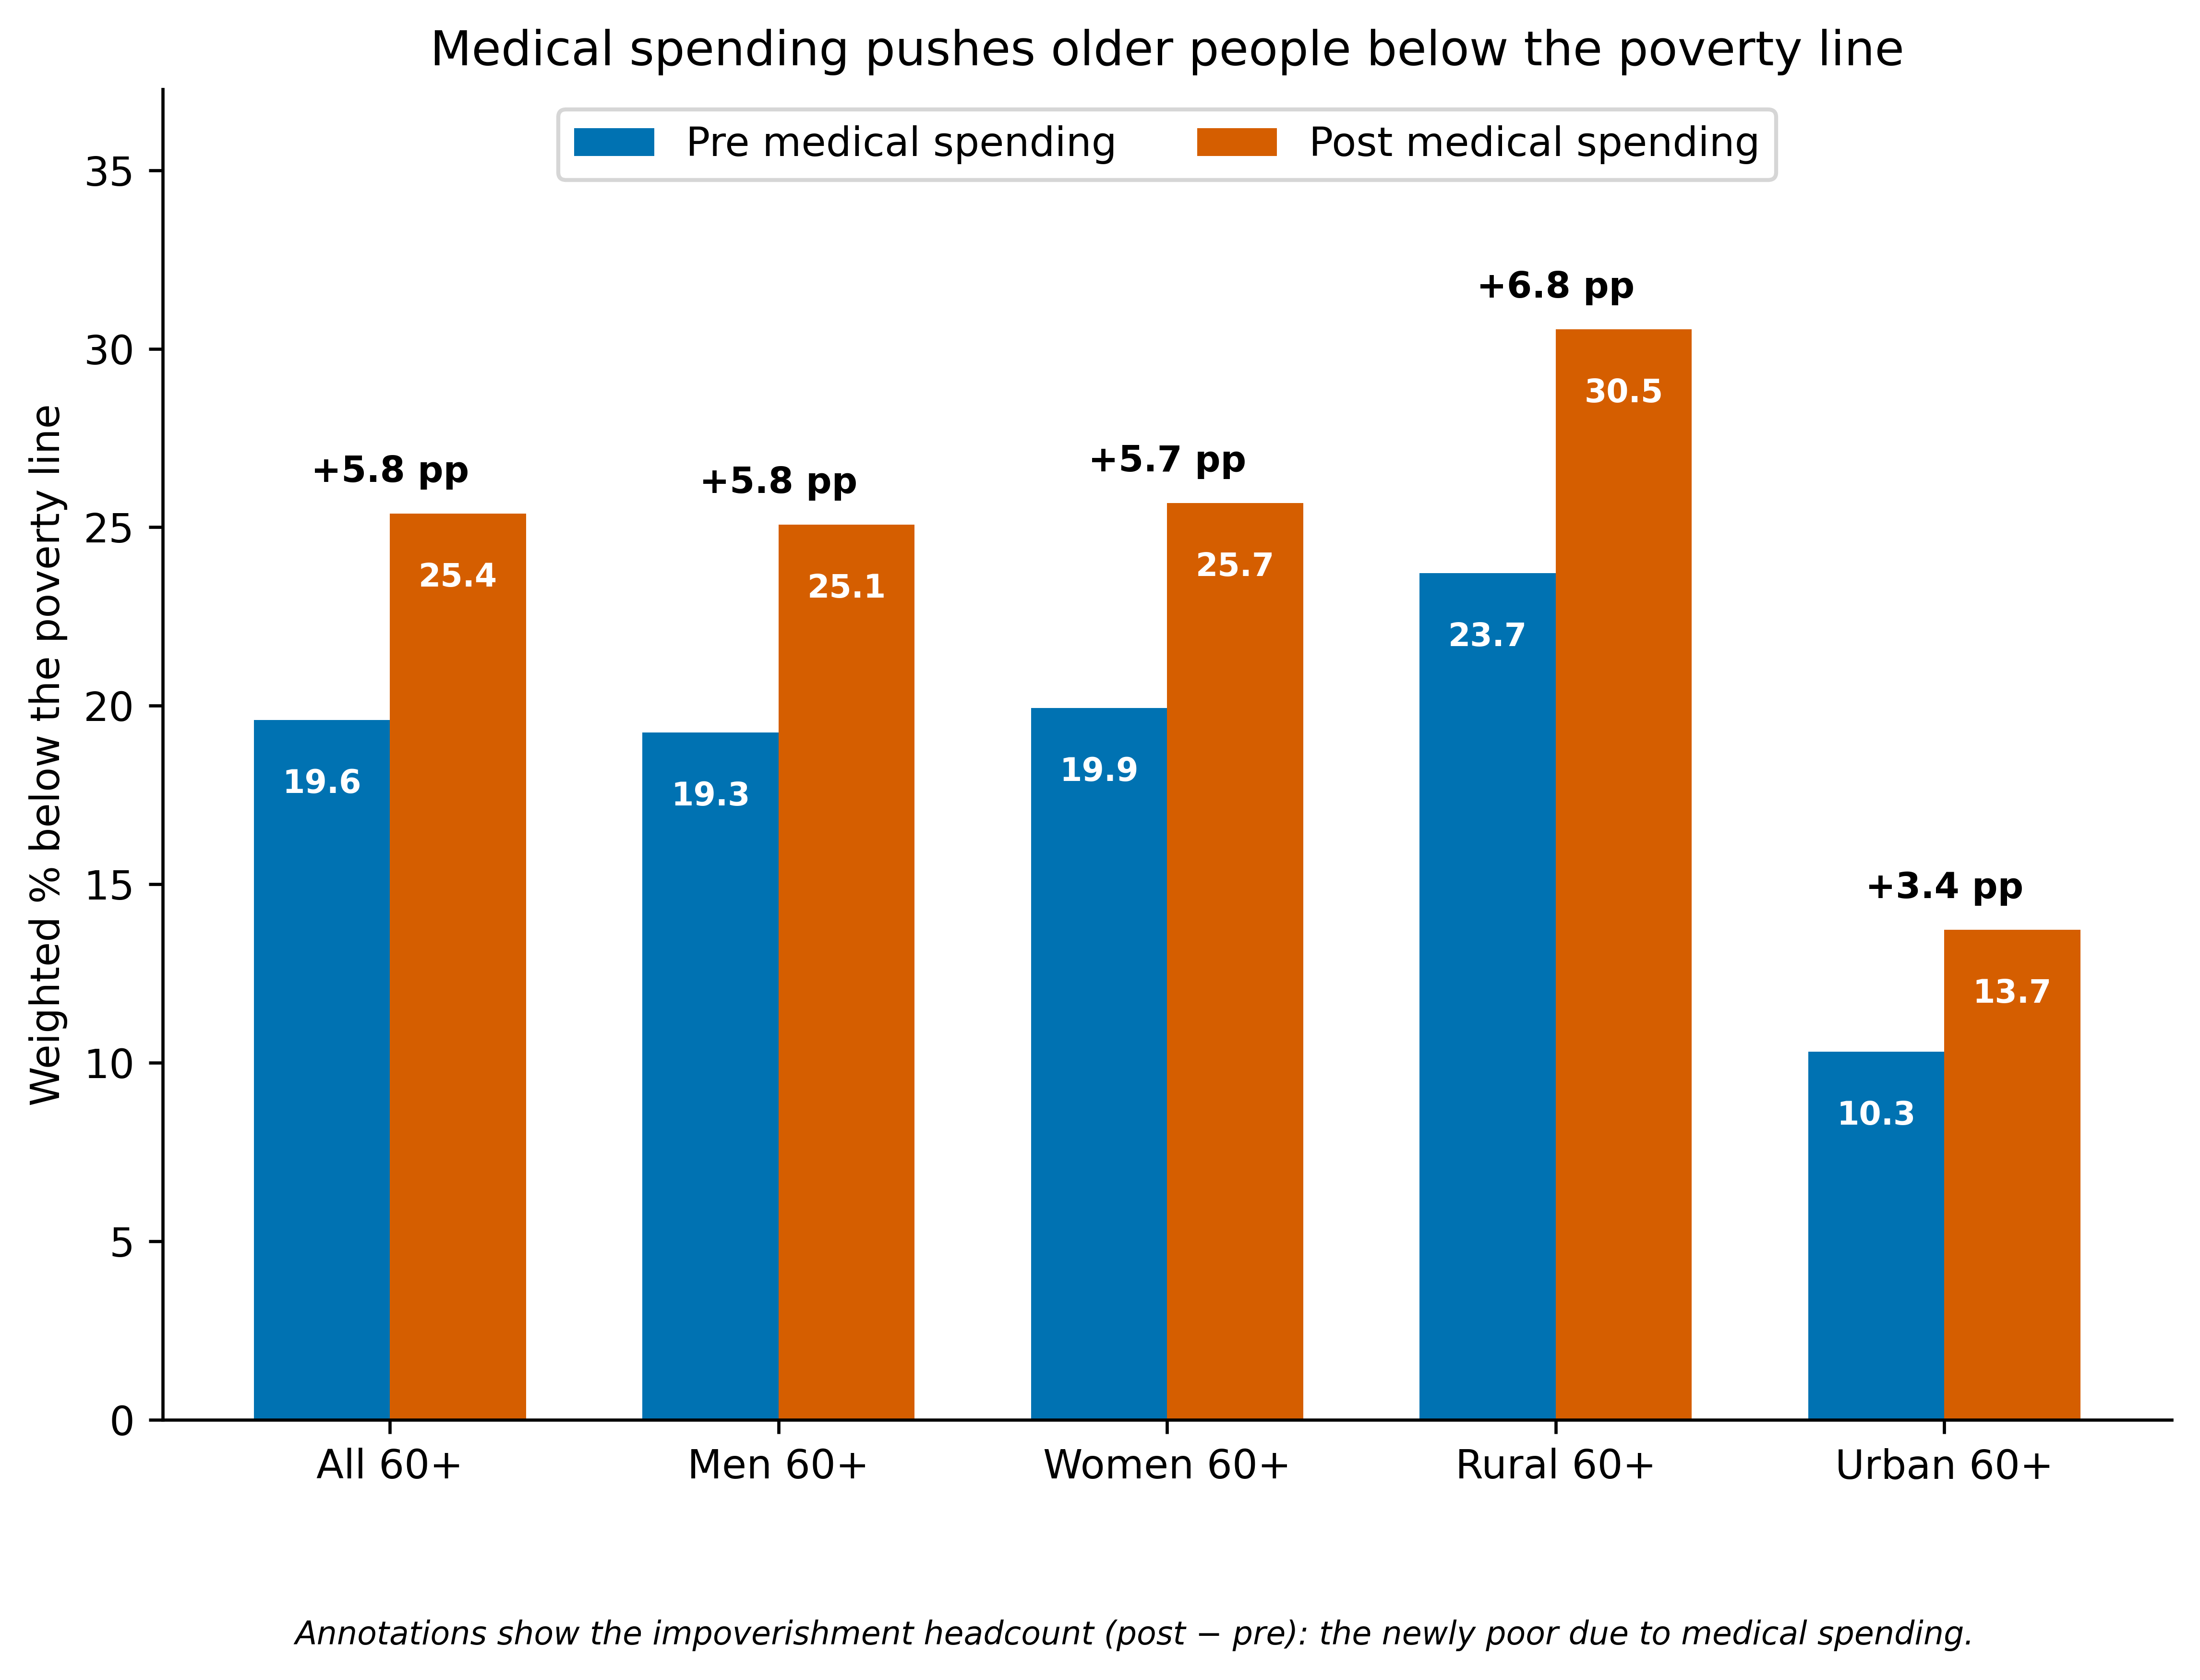 Medical spending pushes older people below the poverty line
Pre medical spending
Post medical spending
Weighted % below the poverty line
35
30
25
20
15
10
5
0
+5.8 pp
+5.8 pp
+5.7 pp
+6.8 pp
+3.4 pp
19.6
25.4
19.3
25.1
19.9
25.7
23.7
30.5
10.3
13.7
All 60+
Men 60+
Women 60+
Rural 60+
Urban 60+
Annotations show the impoverishment headcount (post − pre): the newly poor due to medical spending.